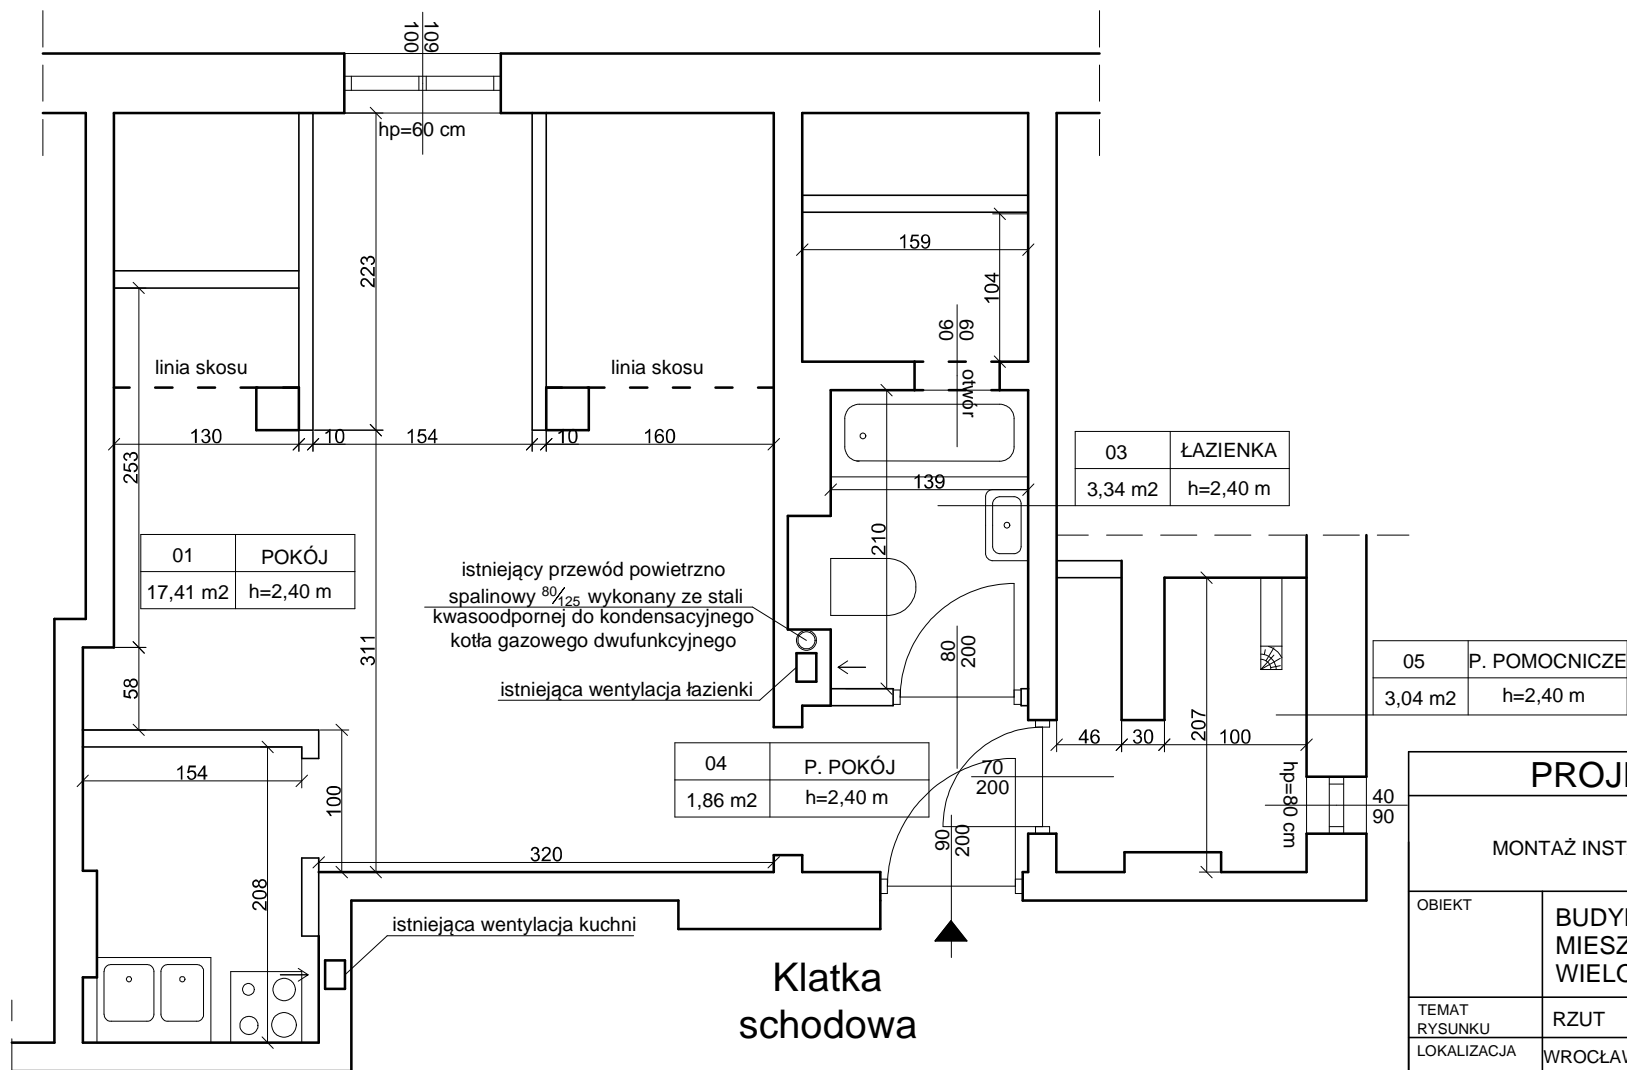 109
100
hp=60 cm
159
104
223
90
60
otwór
linia skosu
linia skosu
130
10
154
10
160
253
139
210
03
ŁAZIENKA
3,34 m2
h=2,40 m
01
POKÓJ
17,41 m2
h=2,40 m
istniejący przewód powietrzno
spalinowy 80/125 wykonany ze stali
kwasoodpornej do kondensacyjnego
kotła gazowego dwufunkcyjnego
istniejąca wentylacja łazienki
311
58
80
200
05
P. POMOCNICZE
3,04 m2
h=2,40 m
207
46
30
100
154
100
04
P. POKÓJ
1,86 m2
h=2,40 m
70
200
hp=80 cm
40
90
90
200
320
208
istniejąca wentylacja kuchni
Klatka
schodowa
MONTAŻ INST
OBIEKT
RZUT
TEMAT
RYSUNKU
LOKALIZACJA